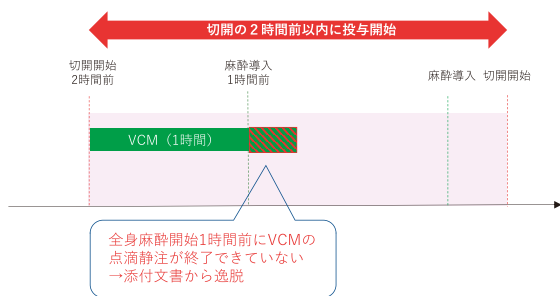 切開の２時間前以内に投与開始
切開開始
2時間前
麻酔導入
1時間前
麻酔導入
切開開始
VCM（1時間）
全身麻酔開始1時間前にVCMの
点滴静注が終了できていない
→添付文書から逸脱